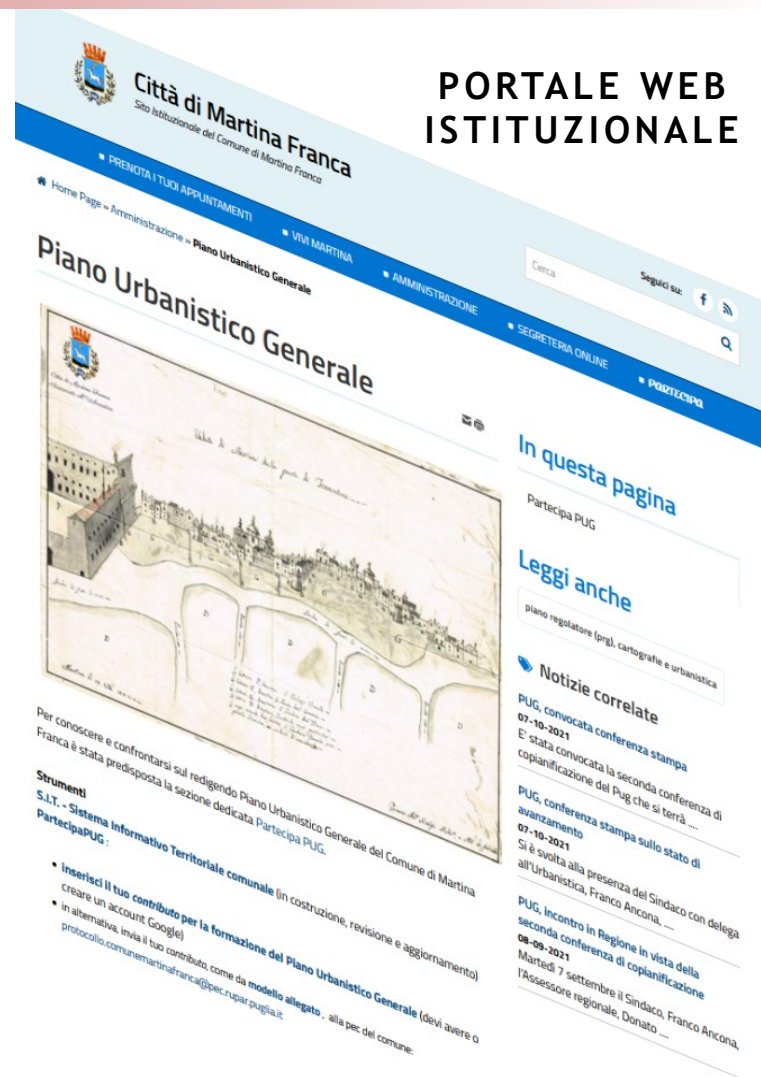 PORTALE WEB
ISTITUZIONALE
Città di Martina Franca
Sito Istituzionale del Comune di Martina Franca
PRENOTA I TUOI APPUNTAMENTI
VIVI MARTINA
AMMINISTRAZIONE
SEGRETERIA ONLINE
PARTECIPA
Cerca
Seguici su:
Home Page » Amministrazione » Piano Urbanistico Generale
Piano Urbanistico Generale
Per conoscere e confrontarsi sul redigendo Piano Urbanistico Generale del Comune di Martina
Franca è stata predisposta la sezione dedicata Partecipa PUG.
Strumenti
S.I.T. - Sistema Informativo Territoriale comunale (in costruzione, revisione e aggiornamento)
PartecipaPUG :
• inserisci il tuo contributo per la formazione del Piano Urbanistico Generale (devi avere o
creare un account Google)
• in alternativa, invia il tuo contributo, come da modello allegato , alla pec del comune:
protocollo.comunemartinafranca@pec.rupar.puglia.it
In questa pagina
Partecipa PUG
Leggi anche
piano regolatore (prg), cartografie e urbanistica
Notizie correlate
PUG, convocata conferenza stampa
07-10-2021
E' stata convocata la seconda conferenza di
copianificazione del Pug che si terrà ....
PUG, conferenza stampa sullo stato di
avanzamento
07-10-2021
Si è svolta alla presenza del Sindaco con delega
all'Urbanistica, Franco Ancona, ....
PUG, incontro in Regione in vista della
seconda conferenza di copianificazione
08-09-2021
Martedì 7 settembre il Sindaco, Franco Ancona,
l'Assessore regionale, Donato ....